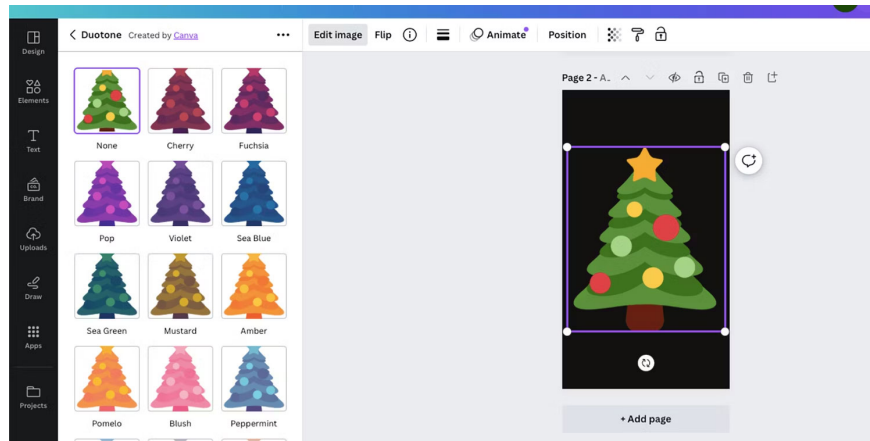 Duotone Created by Canva
Edit image Flip Animate Position
Design
Elements
Text
Brand
Uploads
Draw
Apps
Projects
None Cherry Fuchsia
Pop Violet Sea Blue
Sea Green Mustard Amber
Pomelo Blush Peppermint
Page 2 - A..
+ Add page